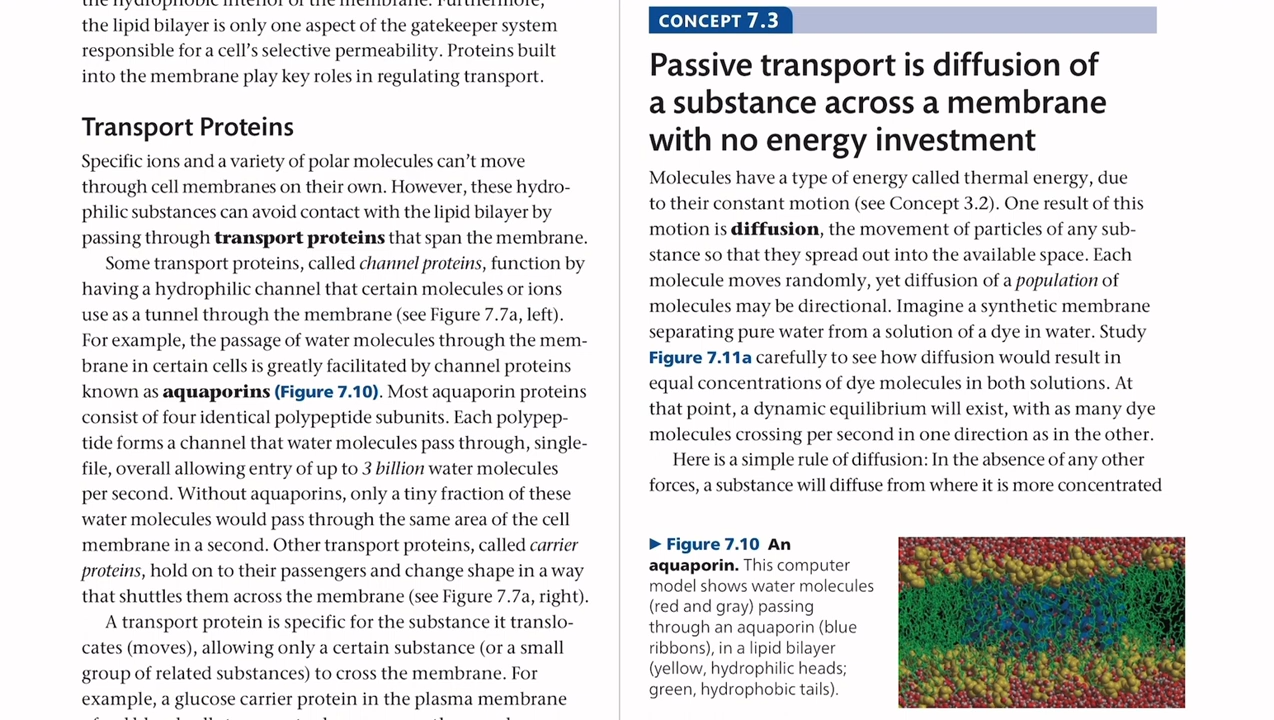 the hydrophobic interior of the membrane. Furthermore,
the lipid bilayer is only one aspect of the gatekeeper system
responsible for a cell’s selective permeability. Proteins built
into the membrane play key roles in regulating transport.
Transport Proteins
Specific ions and a variety of polar molecules can’t move
through cell membranes on their own. However, these hydro-
philic substances can avoid contact with the lipid bilayer by
passing through transport proteins that span the membrane.
Some transport proteins, called channel proteins, function by
having a hydrophilic channel that certain molecules or ions
use as a tunnel through the membrane (see Figure 7.7a, left).
For example, the passage of water molecules through the mem-
brane in certain cells is greatly facilitated by channel proteins
known as aquaporins (Figure 7.10). Most aquaporin proteins
consist of four identical polypeptide subunits. Each polypep-
tide forms a channel that water molecules pass through, single-
file, overall allowing entry of up to 3 billion water molecules
per second. Without aquaporins, only a tiny fraction of these
water molecules would pass through the same area of the cell
membrane in a second. Other transport proteins, called carrier
proteins, hold on to their passengers and change shape in a way
that shuttles them across the membrane (see Figure 7.7a, right).
A transport protein is specific for the substance it translo-
cates (moves), allowing only a certain substance (or a small
group of related substances) to cross the membrane. For
example, a glucose carrier protein in the plasma membrane
CONCEPT 7.3
Passive transport is diffusion of
a substance across a membrane
with no energy investment
Molecules have a type of energy called thermal energy, due
to their constant motion (see Concept 3.2). One result of this
motion is diffusion, the movement of particles of any sub-
stance so that they spread out into the available space. Each
molecule moves randomly, yet diffusion of a population of
molecules may be directional. Imagine a synthetic membrane
separating pure water from a solution of a dye in water. Study
Figure 7.11a carefully to see how diffusion would result in
equal concentrations of dye molecules in both solutions. At
that point, a dynamic equilibrium will exist, with as many dye
molecules crossing per second in one direction as in the other.
Here is a simple rule of diffusion: In the absence of any other
forces, a substance will diffuse from where it is more concentrated
▶ Figure 7.10 An
aquaporin. This computer
model shows water molecules
(red and gray) passing
through an aquaporin (blue
ribbons), in a lipid bilayer
(yellow, hydrophilic heads;
green, hydrophobic tails).